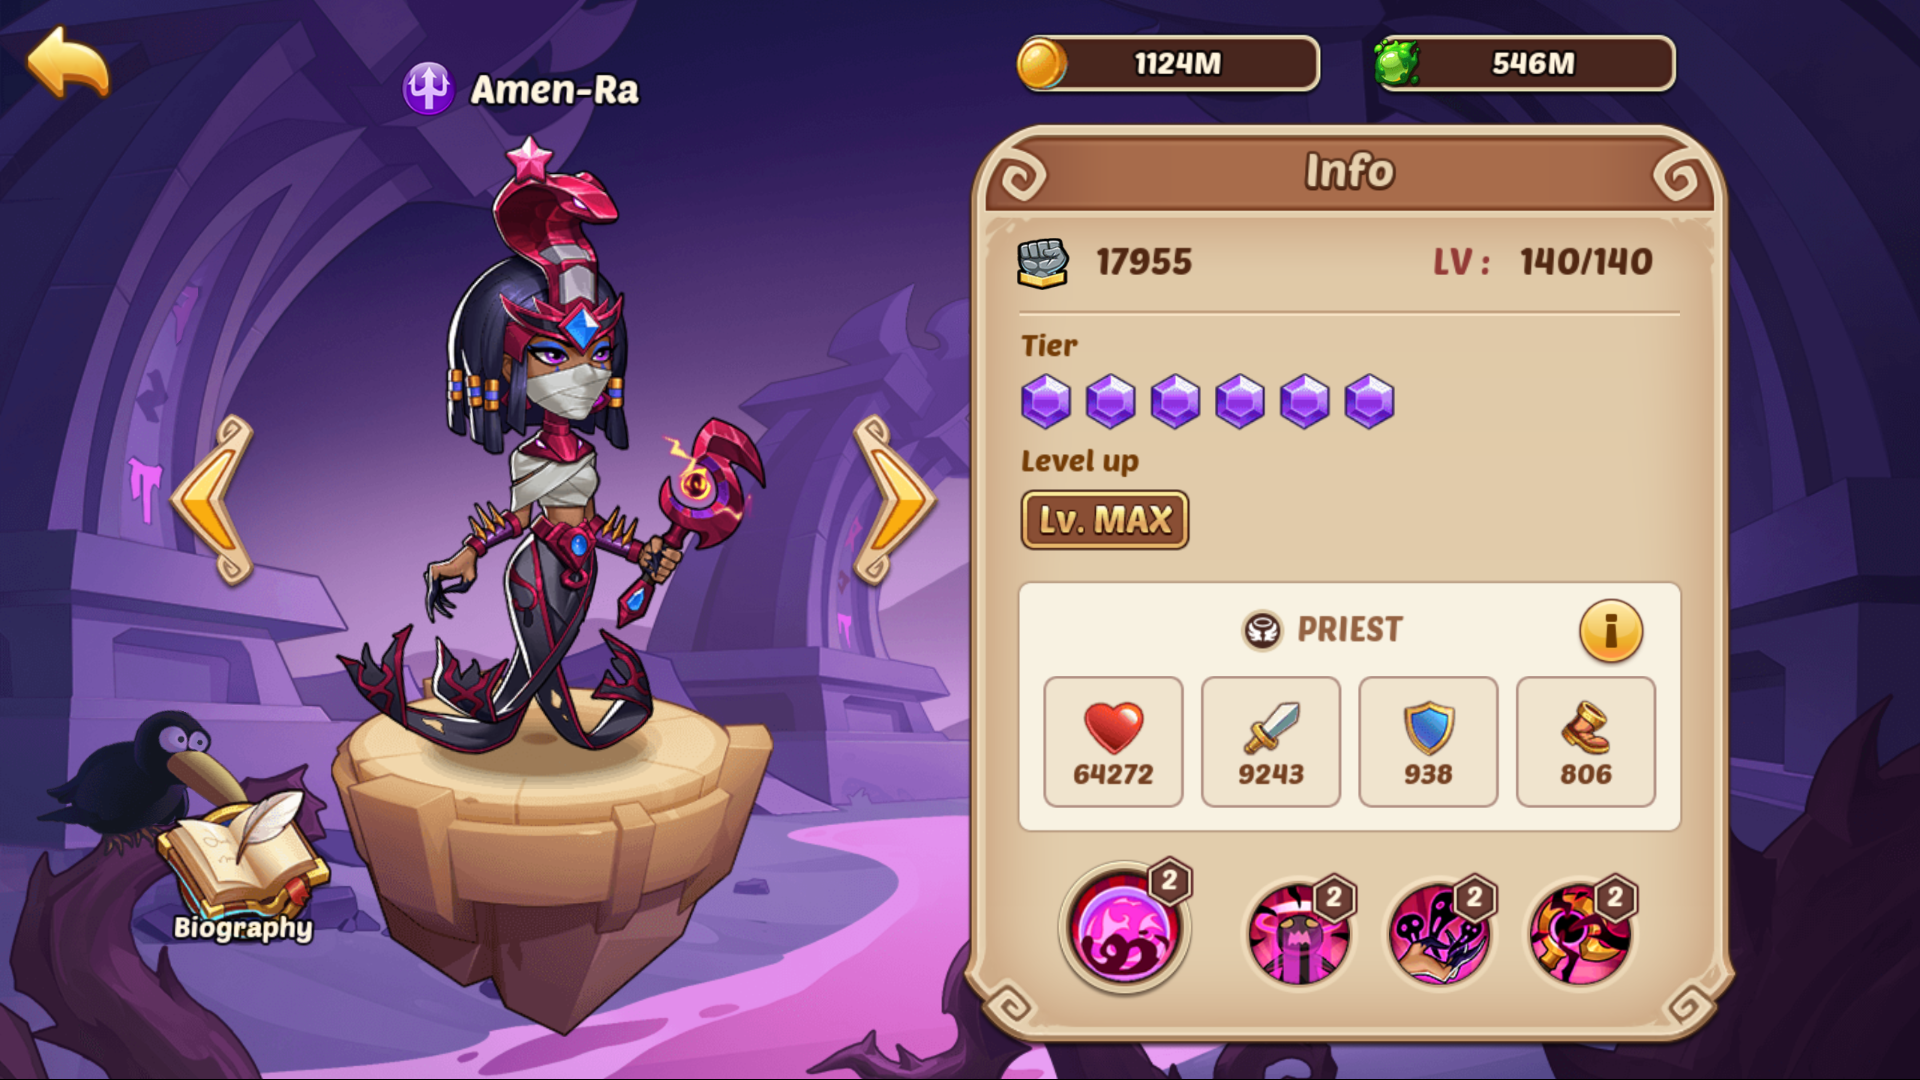 Amen-Ra
1124M
546M
Info
17955
LV : 140/140
Tier
Level up
Lv. MAX
PRIEST
64272
9243
938
806
2
2
2
2
Biography